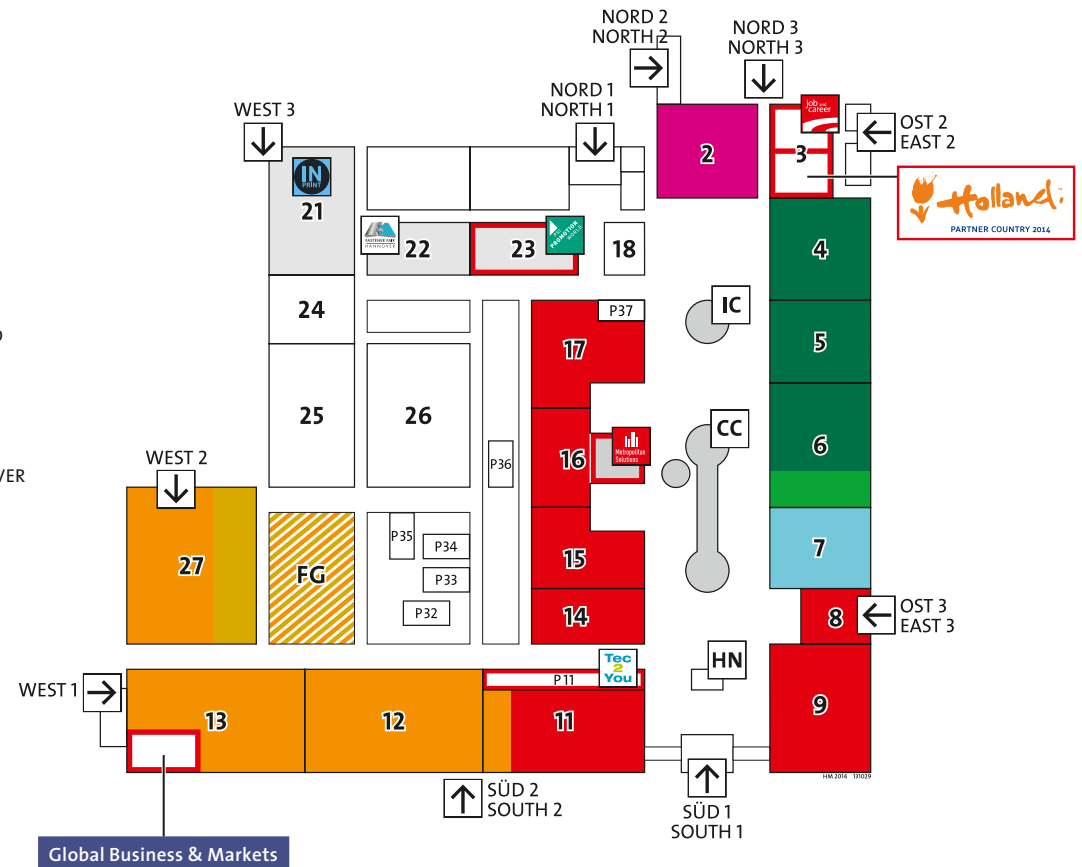 NORD 2
NORTH 2
NORD 3
NORTH 3
NORD 1
NORTH 1
WEST 3
job and
career
OST 2
EAST 2
2
3
IN
PRINT
21
Holland.
PARTNER COUNTRY 2014
FASTENER FAIR
HANNOVER
22
23
PROMOTION
WORLD
18
4
24
P37
IC
17
5
25
26
CC
Metropolitan
Solutions
16
6
P36
VER
WEST 2
P35
P34
P33
P32
27
FG
15
7
14
8
OST 3
EAST 3
Tec
2
You
HN
P11
WEST 1
13
12
11
9
HM 2014 131029
SÜD 2
SOUTH 2
SÜD 1
SOUTH 1
Global Business & Markets